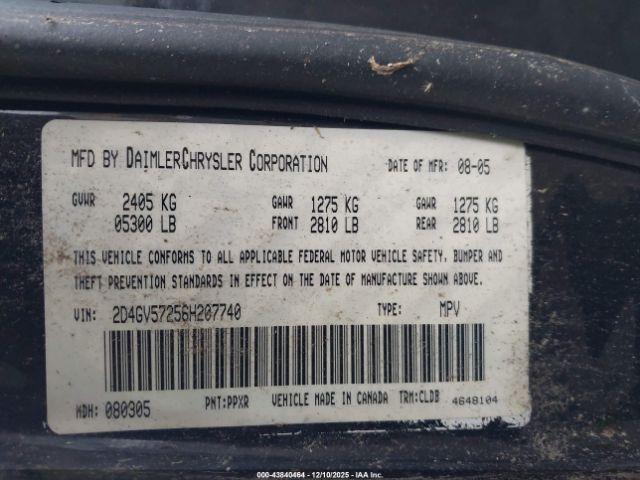 MFD BY DAIMLERCHRYSLER CORPORATION DATE OF MFR: 08-05
GVWR 2405 KG GAWR 1275 KG GAWR 1275 KG
05300 LB FRONT 2810 LB REAR 2810 LB
THIS VEHICLE CONFORMS TO ALL APPLICABLE FEDERAL MOTOR VEHICLE SAFETY, BUMPER AND
THEFT PREVENTION STANDARDS IN EFFECT ON THE DATE OF MANUFACTURE SHOWN ABOVE.
VIN: 2D4GV57256H207740 TYPE: MPV
MDH: 080305 PNT:PPXR VEHICLE MADE IN CANADA TRM:CLDB 4648104
000-43840464 - 12/10/2025 - IAA Inc.